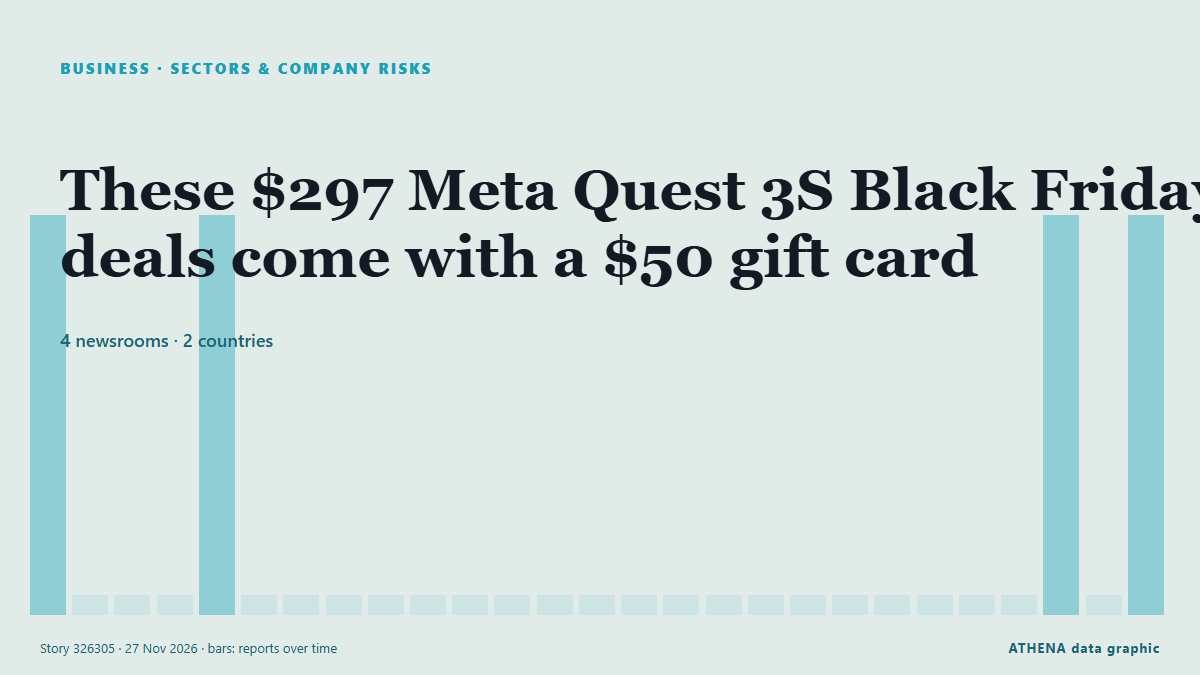 BUSINESS · SECTORS & COMPANY RISKS
These $297 Meta Quest 3S Black Friday
deals come with a $50 gift card
4 newsrooms · 2 countries
Story 326305 · 27 Nov 2026 · bars: reports over time
ATHENA data graphic